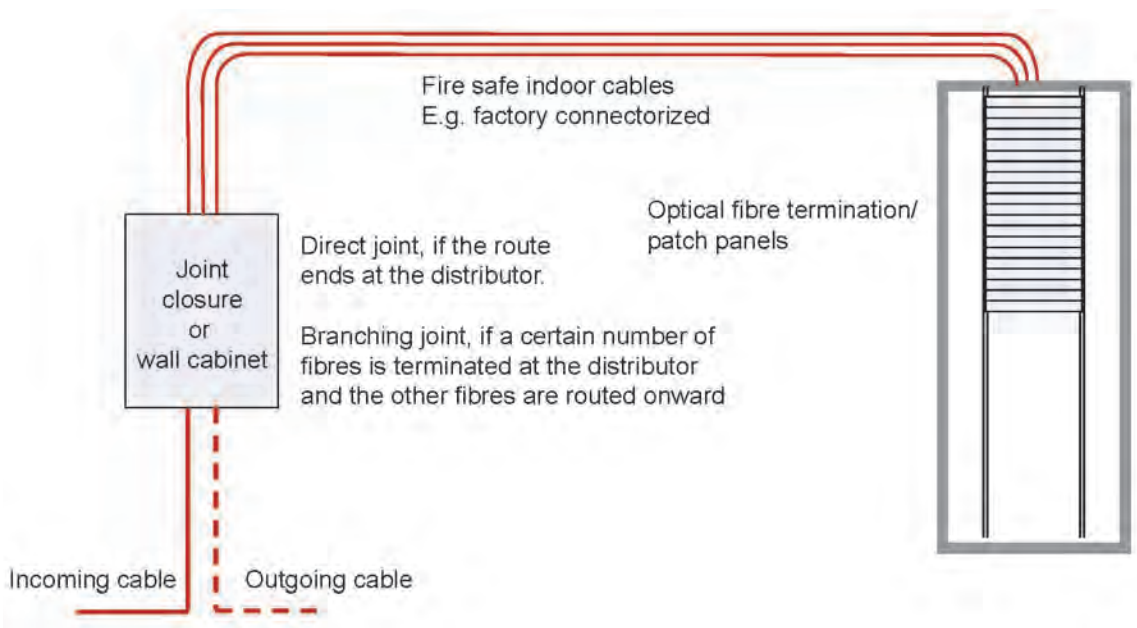 Fire safe indoor cables
E.g. factory connectorized
Optical fibre termination/
patch panels
Joint
closure
or
wall cabinet
Direct joint, if the route
ends at the distributor.
Branching joint, if a certain number of
fibres is terminated at the distributor
and the other fibres are routed onward
Incoming cable
Outgoing cable